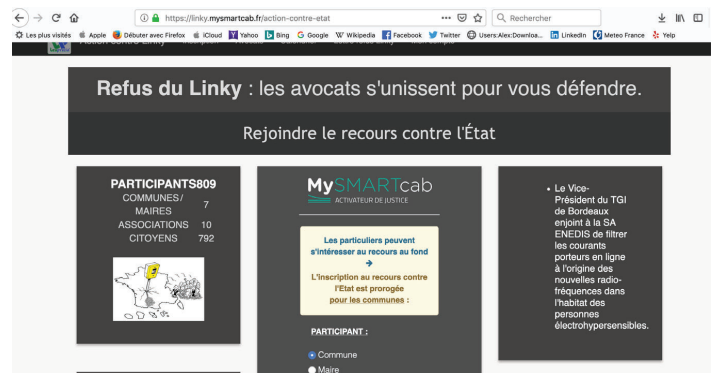 https://linky.mysmartcab.fr/action-contre-etat
Rechercher
Les plus visités
Apple
Débuter avec Firefox
iCloud
Yahoo
Bing
Google
Wikipedia
Facebook
Twitter
Users:Alex:Downloa...
LinkedIn
Meteo France
Yelp
Refus du Linky : les avocats s'unissent pour vous défendre.
Rejoindre le recours contre l'État
PARTICIPANTS809
COMMUNES/
MAIRES
7
ASSOCIATIONS 10
CITOYENS 792
MySMARTcab
ACTIVATEUR DE JUSTICE
Les particuliers peuvent
s'intéresser au recours au fond
→
L'inscription au recours contre
l'Etat est prorogée
pour les communes :
PARTICIPANT :
Commune
Maire
• Le Vice-
Président du TGI
de Bordeaux
enjoint à la SA
ENEDIS de filtrer
les courants
porteurs en ligne
à l'origine des
nouvelles radio-
fréquences dans
l'habitat des
personnes
électrohypersensibles.